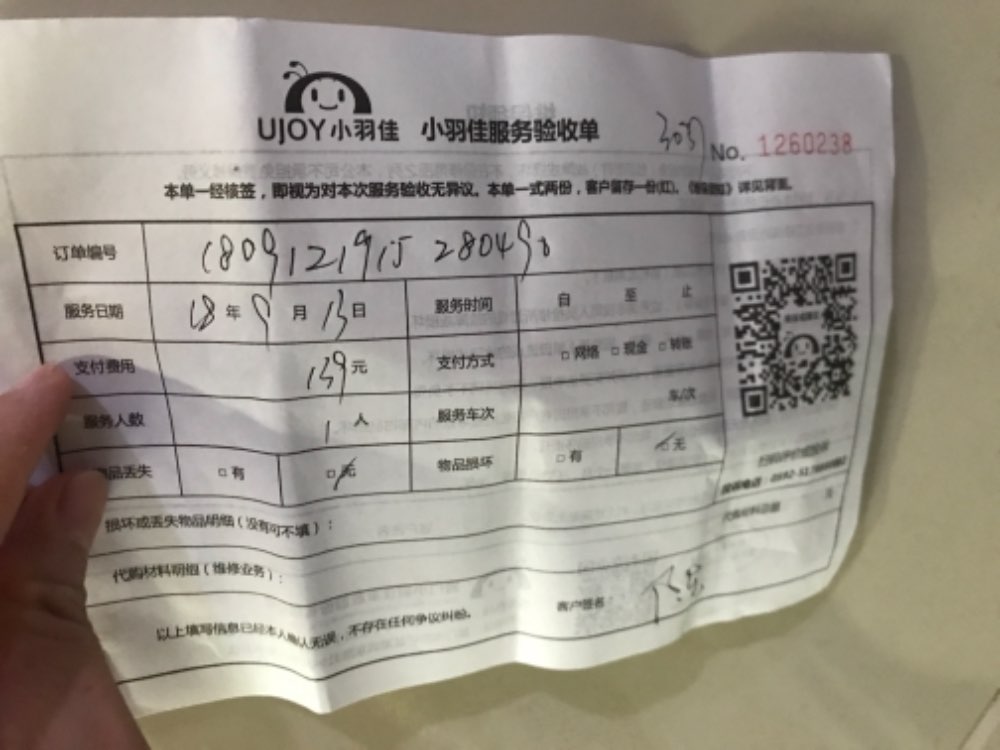 UJOY小羽佳 小羽佳服务验收单
No. 1260238
本单一经核签，即视为对本次服务验收无异议。本单一式两份，客户留存一份(红)。详见背面。
订单编号
服务日期 18年9月13日 服务时间 自 至 止
支付费用 139元 支付方式 □网络 □现金 □转账
服务人数 1人 服务车次 车/次
物品丢失 □有 □无 物品损坏 □有 □无
损坏或丢失物品明细(没有可不填)：
代购材料明细(维修业务)：
客户签名：
以上填写信息已经本人确认无误，不存在任何争议纠纷。